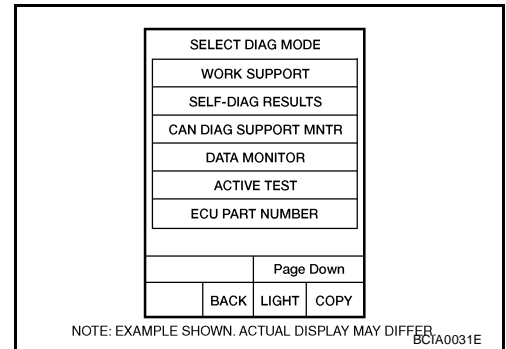 SELECT DIAG MODE
WORK SUPPORT
SELF-DIAG RESULTS
CAN DIAG SUPPORT MNTR
DATA MONITOR
ACTIVE TEST
ECU PART NUMBER
Page Down
BACK LIGHT COPY
NOTE: EXAMPLE SHOWN. ACTUAL DISPLAY MAY DIFFER.
BCIA0031E